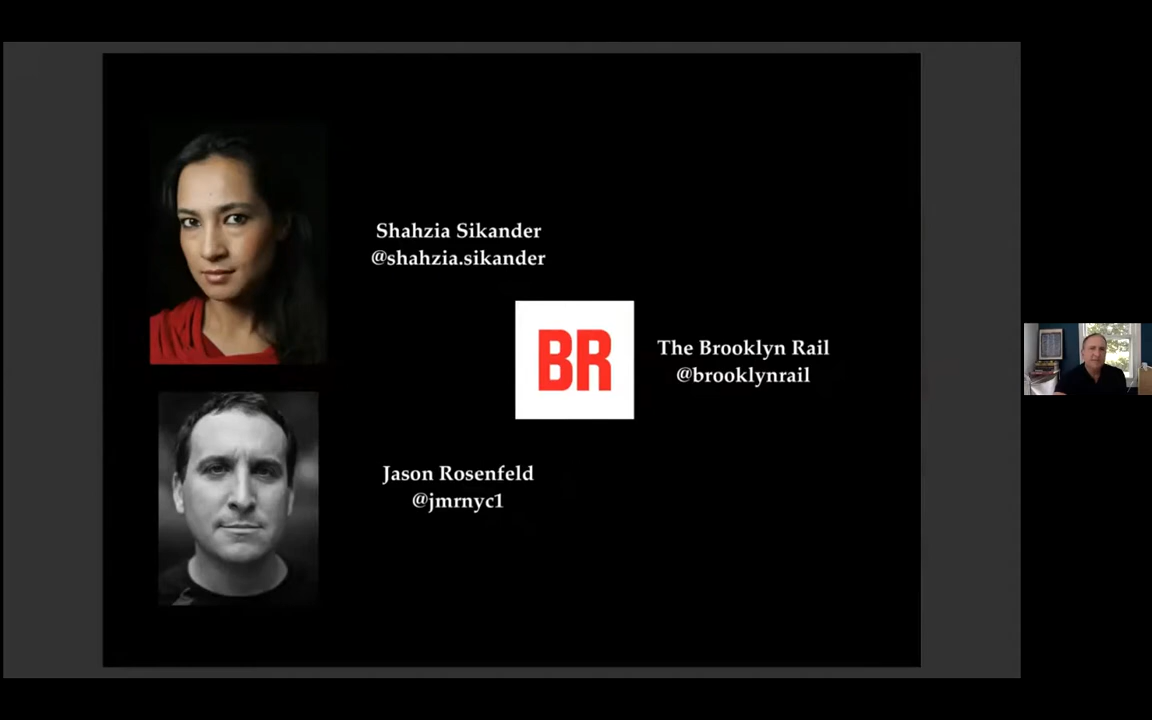 Shahzia Sikander
@shahzia.sikander
BR
The Brooklyn Rail
@brooklynrail
Jason Rosenfeld
@jmrnyc1